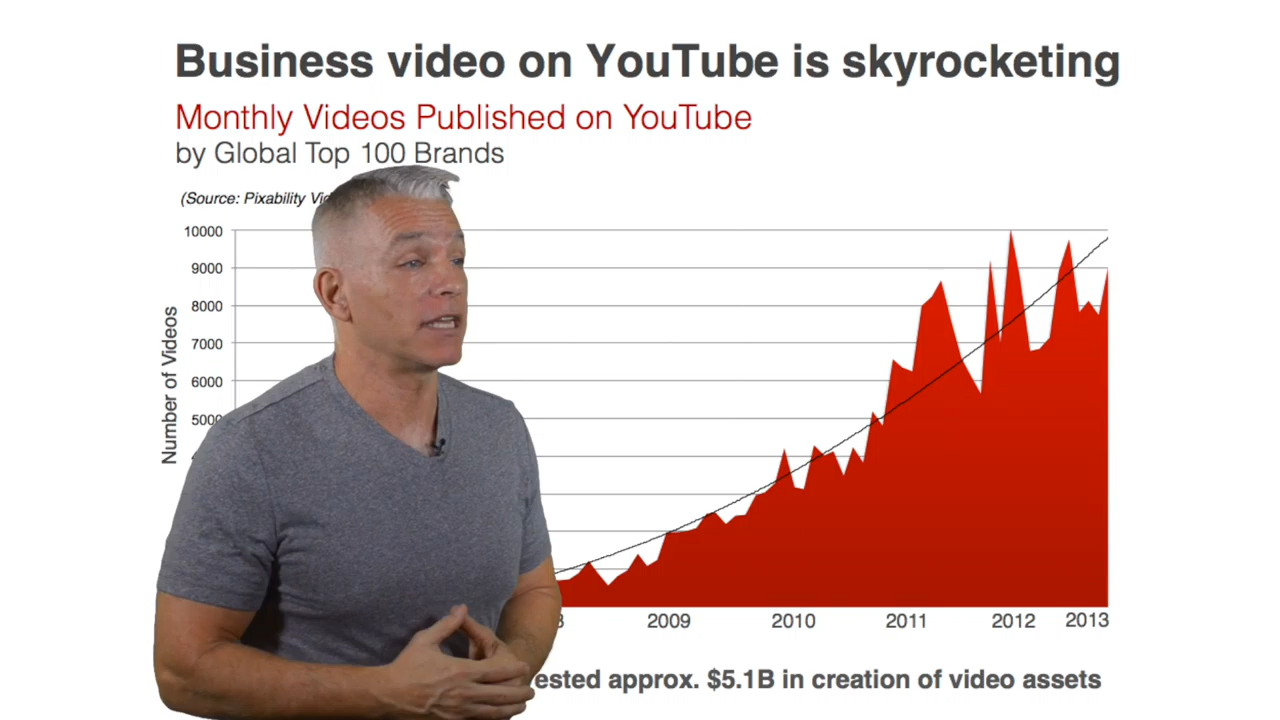 Business video on YouTube is skyrocketing
Monthly Videos Published on YouTube
by Global Top 100 Brands
(Source: Pixability
10000
9000
8000
7000
6000
5000
Number of Videos
2009 2010 2011 2012 2013
approx. $5.1B in creation of video assets